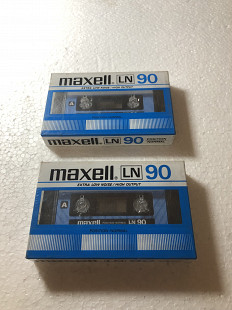 maxell. LN 90
EXTRA LOW NOISE / HIGH OUTPUT
A
maxell. LN 90
maxell. LN 90
EXTRA LOW NOISE / HIGH OUTPUT
A
maxell LN 90